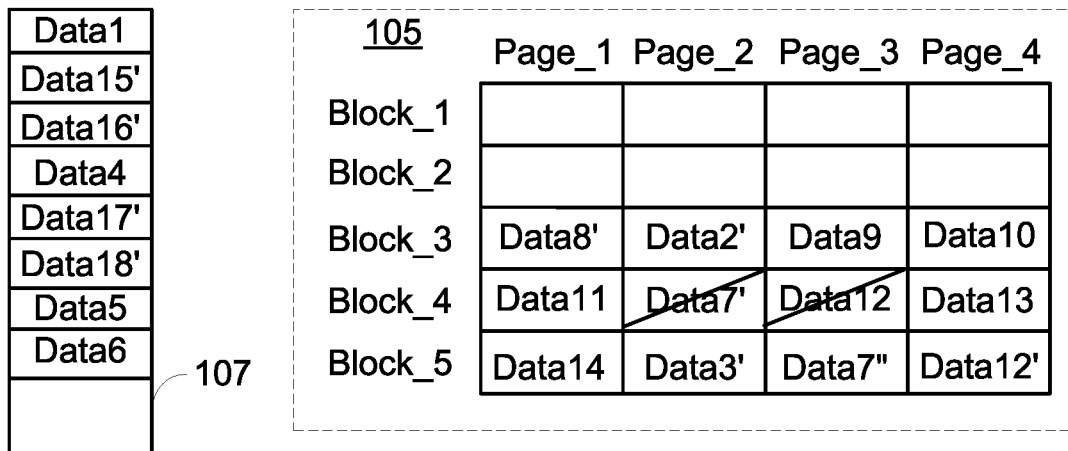 Data1
Data15'
Data16'
Data4
Data17'
Data18'
Data5
Data6
107
105
Page_1 Page_2 Page_3 Page_4
Block_1
Block_2
Block_3 Data8' Data2' Data9 Data10
Block_4 Data11 Data7' Data12 Data13
Block_5 Data14 Data3' Data7" Data12'